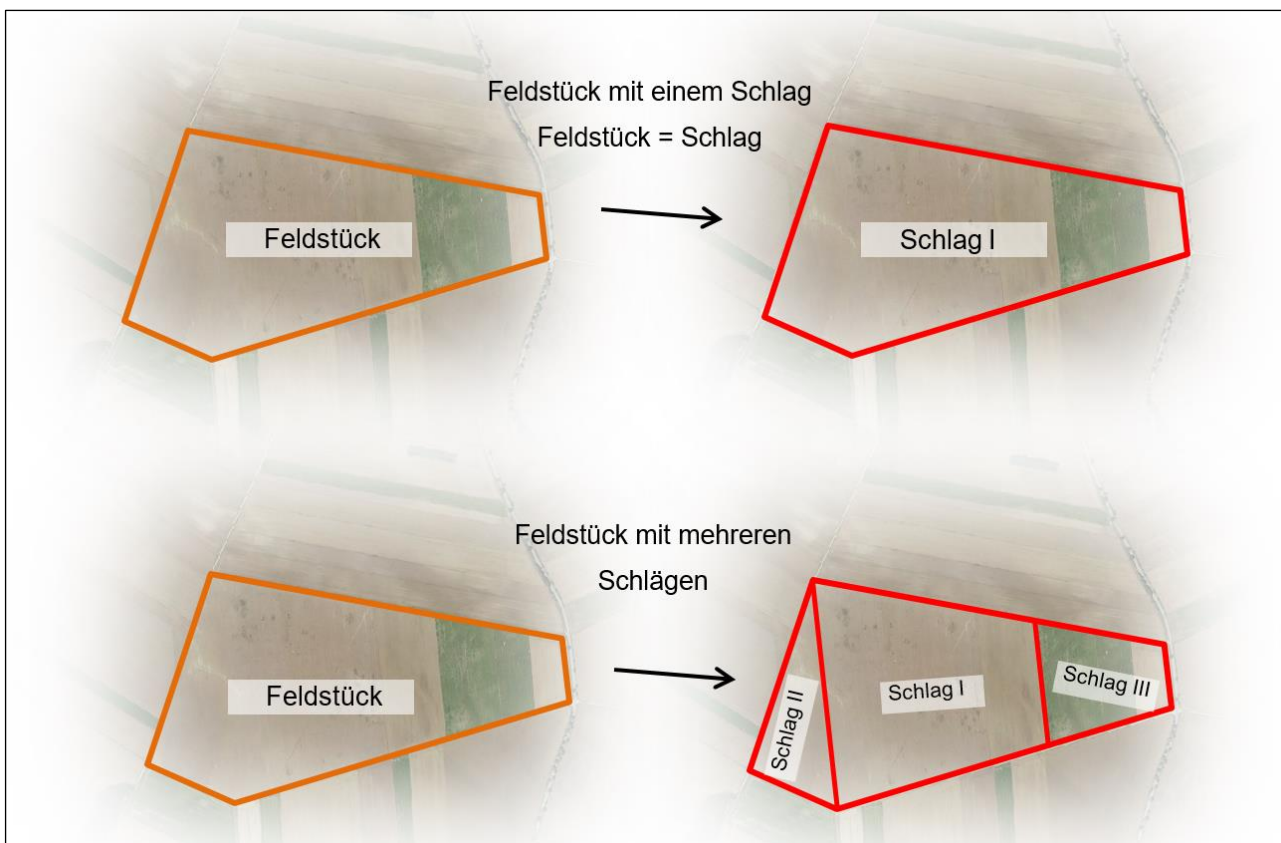 Feldstück mit einem Schlag
Feldstück = Schlag
Feldstück
Schlag I
Feldstück mit mehreren
Schlägen
Feldstück
Schlag II
Schlag I
Schlag III